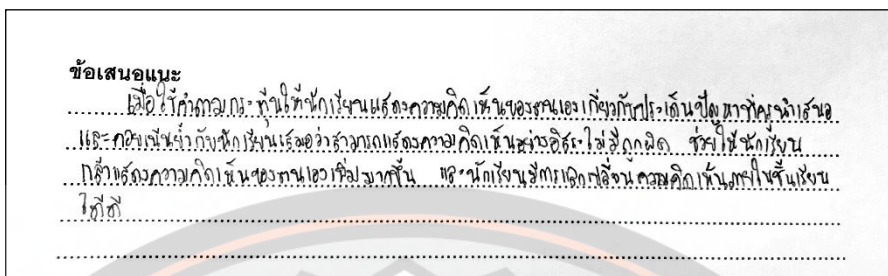 ข้อเสนอแนะ
เมื่อใช้คำถามกระตุ้นให้นักเรียนแสดงความคิดเห็นของตนเองเกี่ยวกับประเด็นปัญหาที่ครูนำเสนอ
และคอยเน้นย้ำกับนักเรียนเสมอว่าสามารถแสดงความคิดเห็นอย่างอิสระไม่มีถูกผิด ช่วยให้นักเรียน
กล้าแสดงความคิดเห็นของตนเองเพิ่มมากขึ้น และนักเรียนมีการแลกเปลี่ยนความคิดเห็นภายในชั้นเรียน
ได้ดี